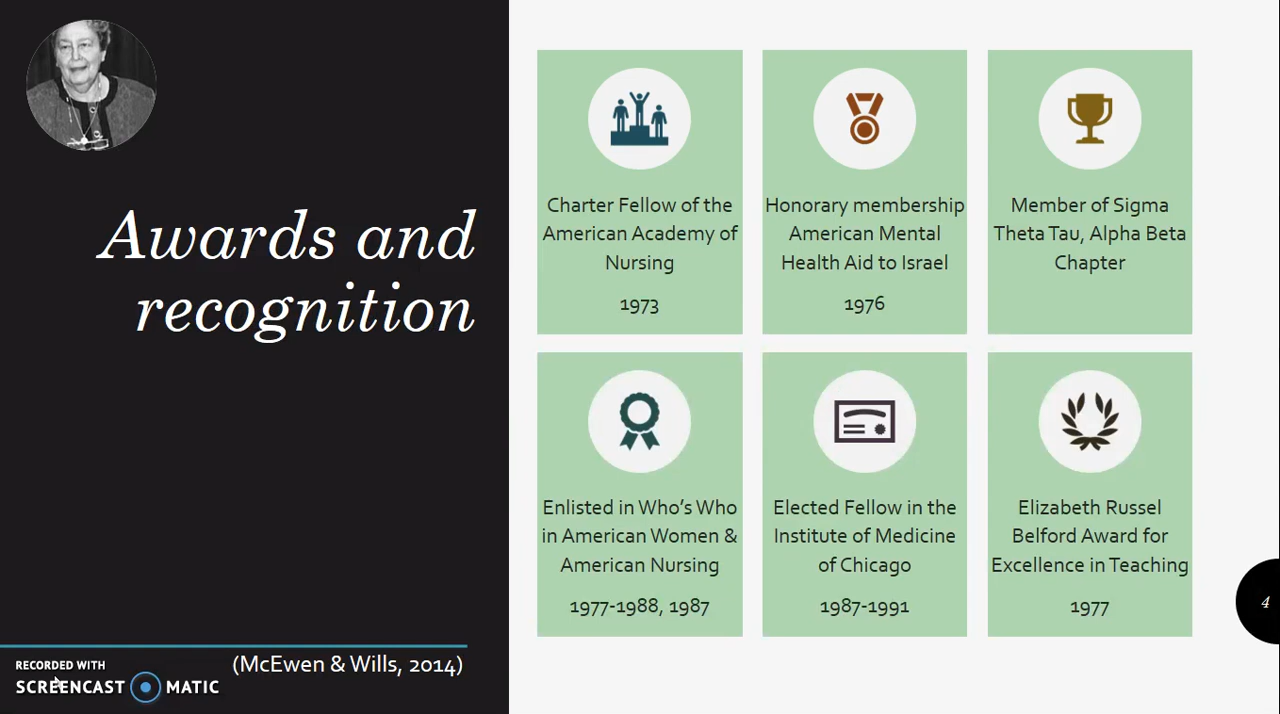 Awards and
recognition
Charter Fellow of the
American Academy of
Nursing
1973
Honorary membership
American Mental
Health Aid to Israel
1976
Member of Sigma
Theta Tau, Alpha Beta
Chapter
Enlisted in Who’s Who
in American Women &
American Nursing
1977-1988, 1987
Elected Fellow in the
Institute of Medicine
of Chicago
1987-1991
Elizabeth Russel
Belford Award for
Excellence in Teaching
1977
4
(McEwen & Wills, 2014)
RECORDED WITH
SCREENCAST MATIC